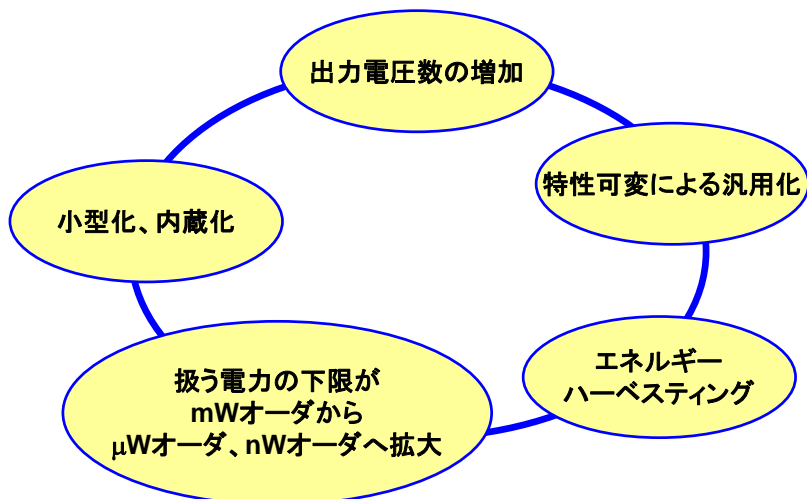 出力電圧数の増加
特性可変による汎用化
小型化、内蔵化
エネルギー
ハーベスティング
扱う電力の下限が
mWオーダから
μWオーダ、nWオーダへ拡大